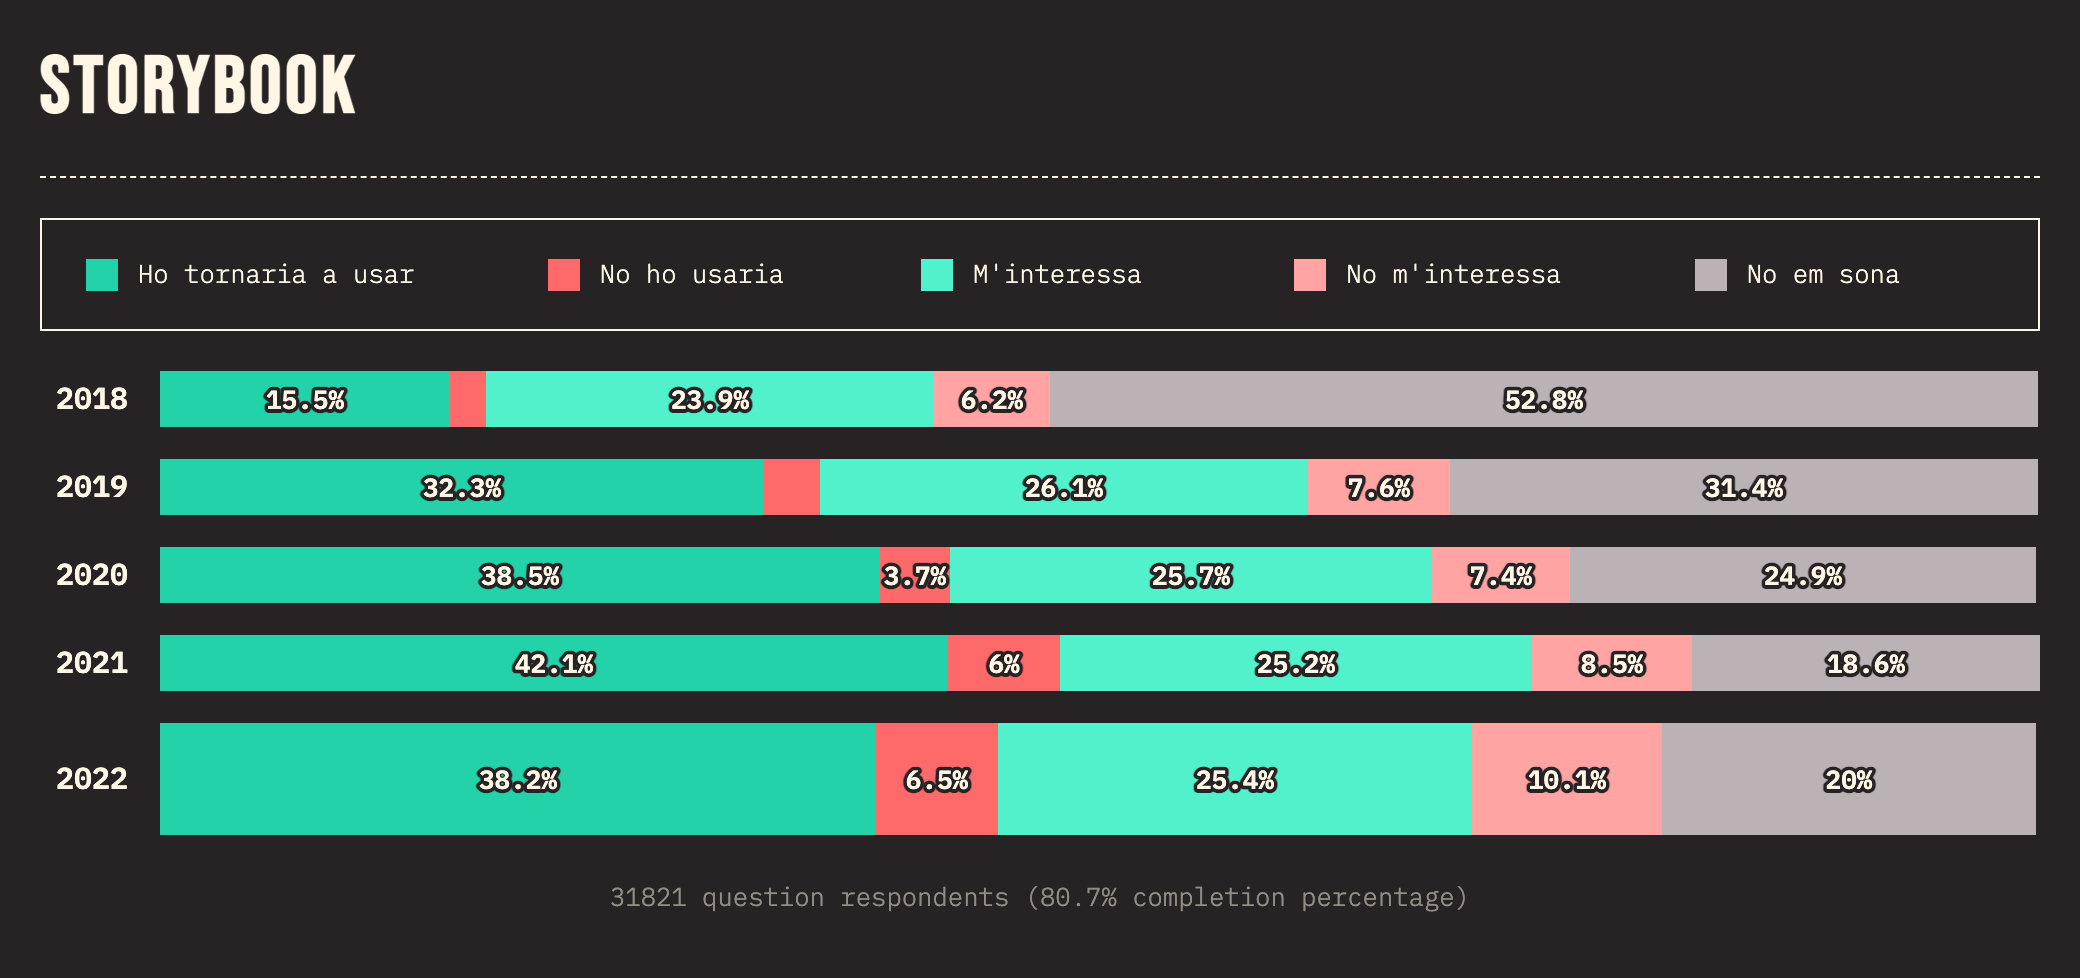 STORYBOOK
Ho tornaria a usar No ho usaria M'interessa No m'interessa No em sona
2018 15.5% 23.9% 6.2% 52.8%
2019 32.3% 26.1% 7.6% 31.4%
2020 38.5% 3.7% 25.7% 7.4% 24.9%
2021 42.1% 6% 25.2% 8.5% 18.6%
2022 38.2% 6.5% 25.4% 10.1% 20%
31821 question respondents (80.7% completion percentage)